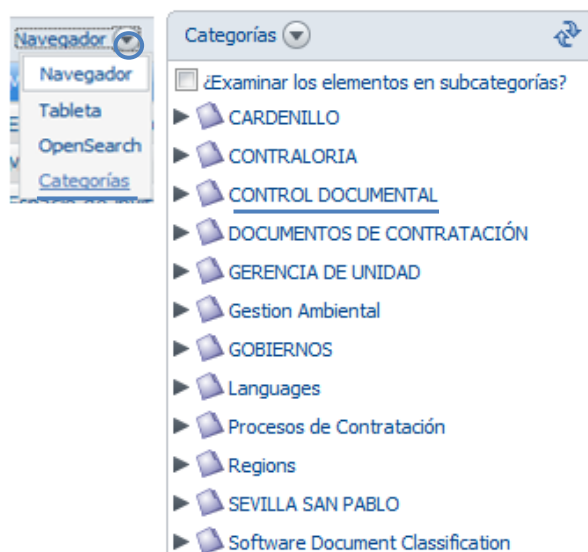 Navegador
Navegador
Tableta
OpenSearch
Categorías
Categorías
¿Examinar los elementos en subcategorías?
CARDENILLO
CONTRALORIA
CONTROL DOCUMENTAL
DOCUMENTOS DE CONTRATACIÓN
GERENCIA DE UNIDAD
Gestion Ambiental
GOBIERNOS
Languages
Procesos de Contratación
Regions
SEVILLA SAN PABLO
Software Document Classification